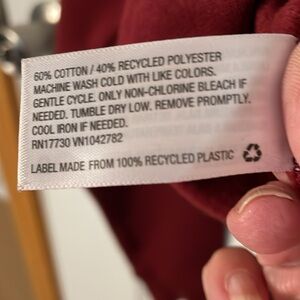 60% COTTON / 40% RECYCLED POLYESTER
MACHINE WASH COLD WITH LIKE COLORS.
GENTLE CYCLE. ONLY NON-CHLORINE BLEACH IF
NEEDED. TUMBLE DRY LOW. REMOVE PROMPTLY.
COOL IRON IF NEEDED.
RN17730 VN1042782
LABEL MADE FROM 100% RECYCLED PLASTIC